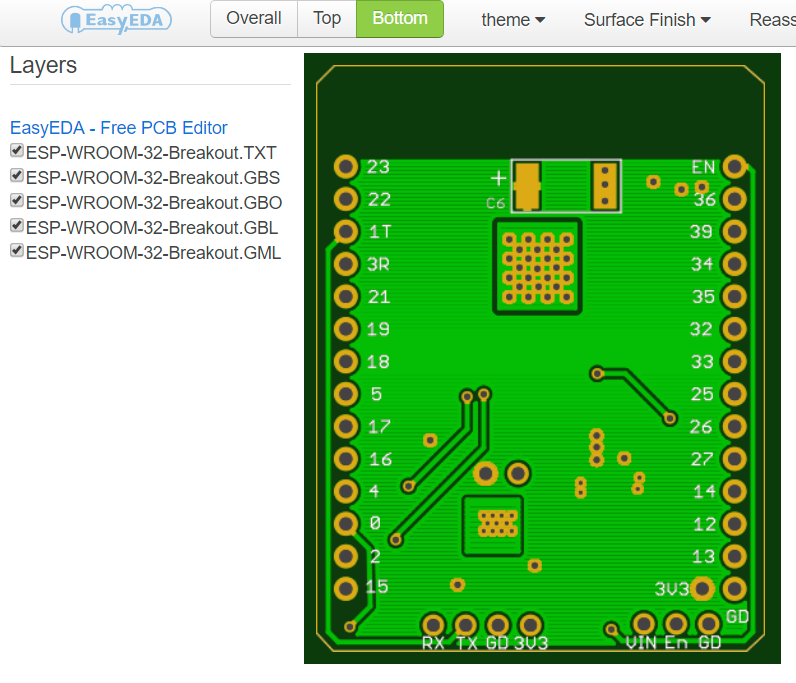 EasyEDA Overall Top Bottom theme Surface Finish Reass
Layers
EasyEDA - Free PCB Editor
ESP-WROOM-32-Breakout.TXT
ESP-WROOM-32-Breakout.GBS
ESP-WROOM-32-Breakout.GBO
ESP-WROOM-32-Breakout.GBL
ESP-WROOM-32-Breakout.GML
23 + EN
22 C6 36
1T 39
3R 34
21 35
19 32
18 33
5 25
17 26
16 27
4 14
0 12
2 13
15 3V3
GD
RX TX GD 3V3 VIN En GD